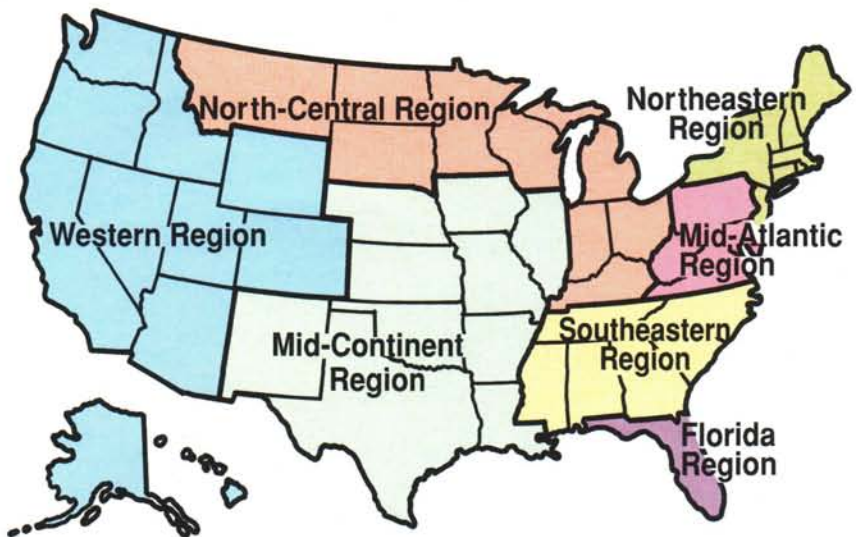 North-Central Region
Northeastern
Region
Western Region
Mid-Atlantic
Region
Mid-Continent
Region
Southeastern
Region
Florida
Region